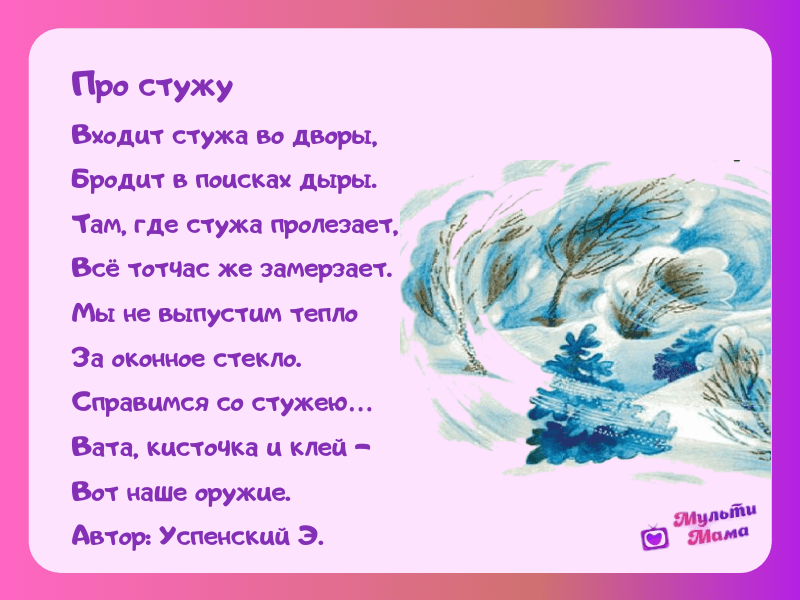 Про стужу
Входит стужа во дворы,
Бродит в поисках дыры.
Там, где стужа пролезает,
Всё тотчас же замерзает.
Мы не выпустим тепло
За оконное стекло.
Справимся со стужею...
Вата, кисточка и клей –
Вот наше оружие.
Автор: Успенский Э.
Мульти
Мама